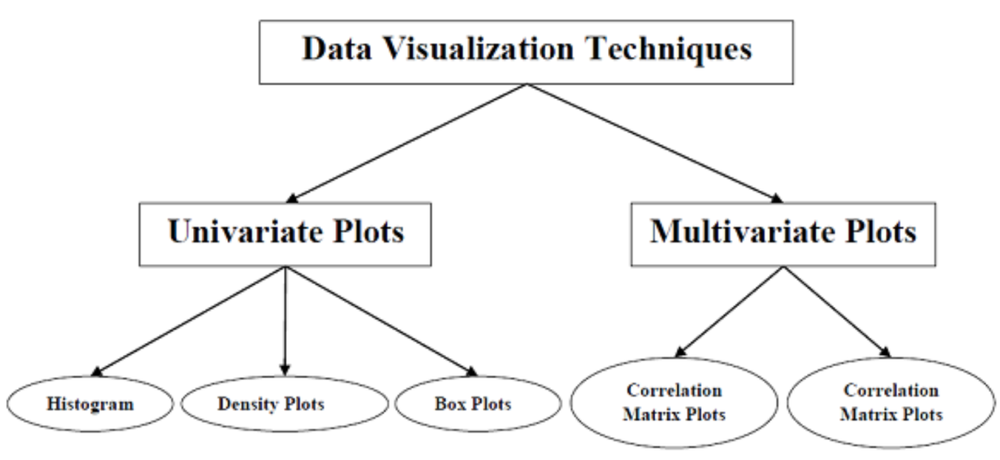 Data Visualization Techniques
Univariate Plots
Multivariate Plots
Histogram
Density Plots
Box Plots
Correlation
Matrix Plots
Correlation
Matrix Plots